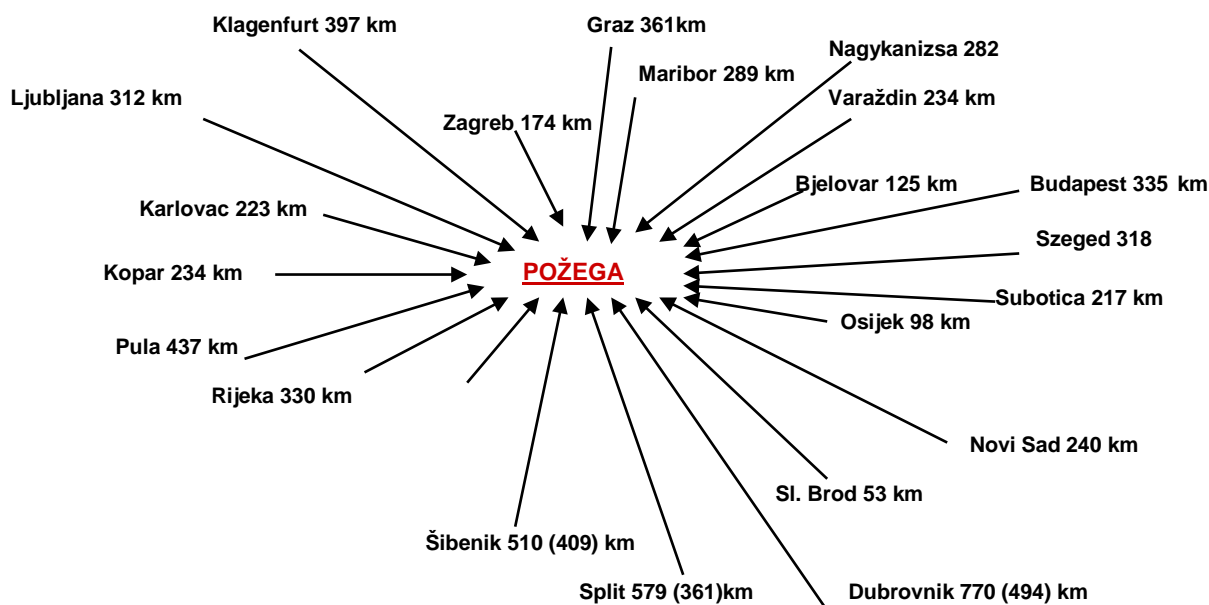 Klagenfurt 397 km
Graz 361km
Nagykanizsa 282
Maribor 289 km
Ljubljana 312 km
Varaždin 234 km
Zagreb 174 km
Bjelovar 125 km
Budapest 335 km
Karlovac 223 km
Szeged 318
Kopar 234 km
POŽEGA
Subotica 217 km
Osijek 98 km
Pula 437 km
Rijeka 330 km
Novi Sad 240 km
Sl. Brod 53 km
Šibenik 510 (409) km
Split 579 (361)km
Dubrovnik 770 (494) km